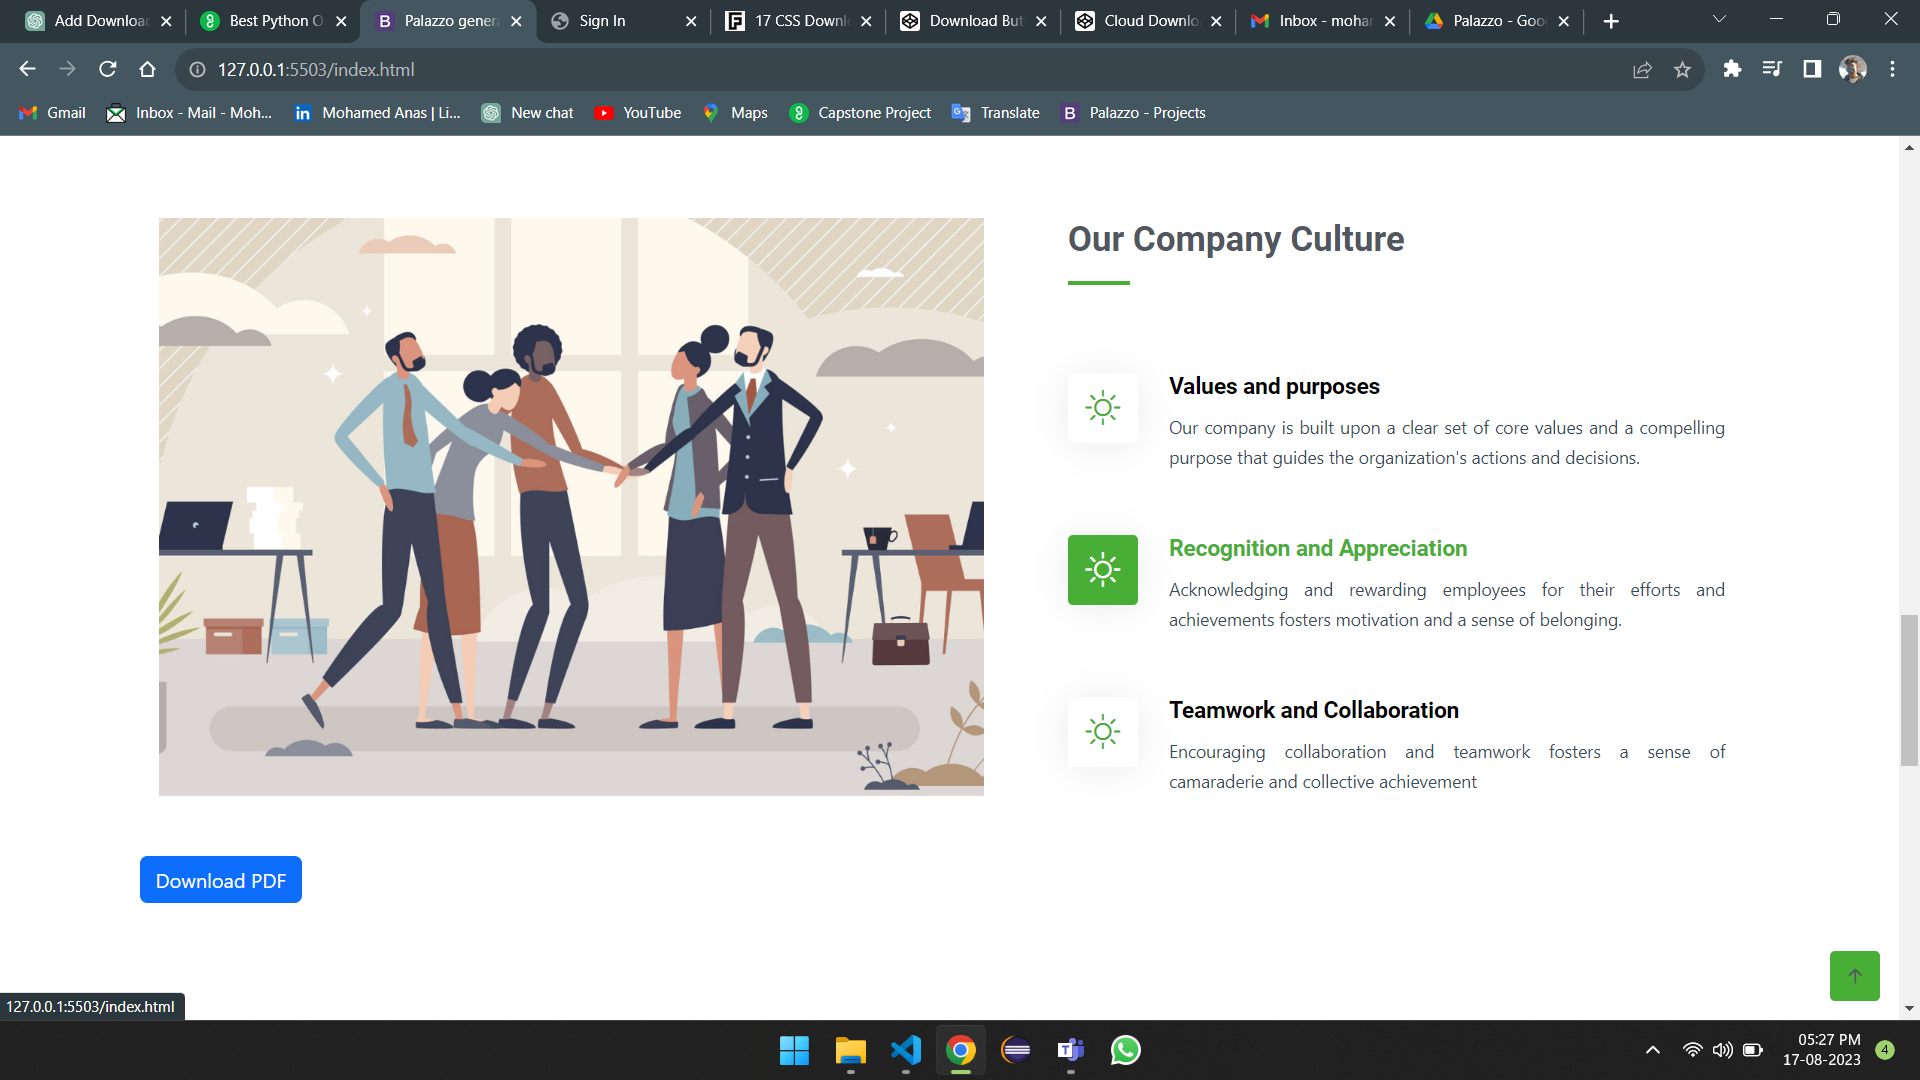 Add Download
Best Python O
Palazzo genera
Sign In
17 CSS Downl
Download But
Cloud Downlo
Inbox - mohar
Palazzo - Goo
127.0.0.1:5503/index.html
Gmail
Inbox - Mail - Moh...
Mohamed Anas | Li...
New chat
YouTube
Maps
Capstone Project
Translate
B Palazzo - Projects
Our Company Culture
Values and purposes
Our company is built upon a clear set of core values and a compelling
purpose that guides the organization's actions and decisions.
Recognition and Appreciation
Acknowledging and rewarding employees for their efforts and
achievements fosters motivation and a sense of belonging.
Teamwork and Collaboration
Encouraging collaboration and teamwork fosters a sense of
camaraderie and collective achievement
Download PDF
127.0.0.1:5503/index.html
05:27 PM
17-08-2023
4